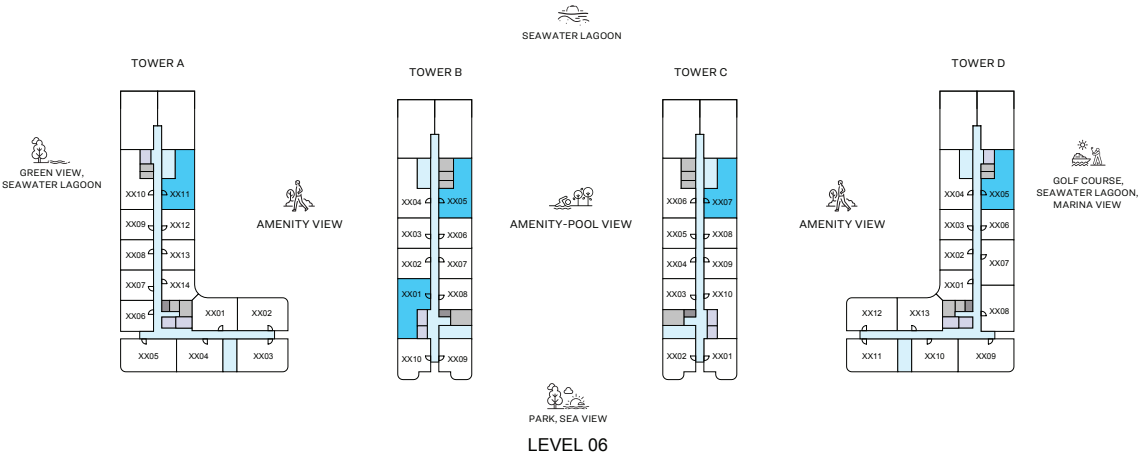 SEAWATER LAGOON
TOWER A
TOWER B
TOWER C
TOWER D
GREEN VIEW,
SEAWATER LAGOON
AMENITY VIEW
AMENITY-POOL VIEW
AMENITY VIEW
GOLF COURSE,
SEAWATER LAGOON,
MARINA VIEW
XX10 XX11
XX09 XX12
XX08 XX13
XX07 XX14
XX06 XX01 XX02
XX05 XX04 XX03
XX04 XX05
XX03 XX06
XX02 XX07
XX01 XX08
XX10 XX09
XX06 XX07
XX05 XX08
XX04 XX09
XX03 XX10
XX02 XX01
XX04 XX05
XX03 XX06
XX02 XX07
XX01
XX12 XX13 XX08
XX11 XX10 XX09
PARK, SEA VIEW
LEVEL 06